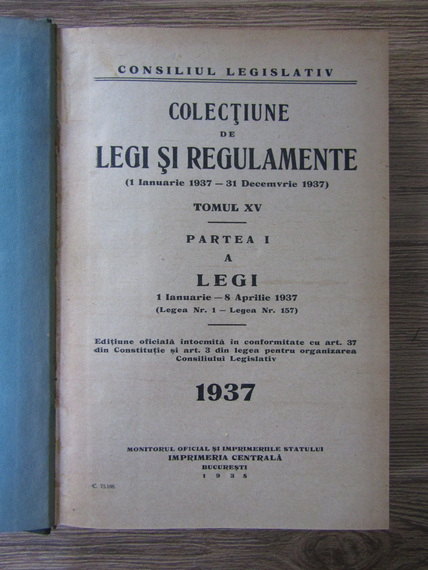 CONSILIUL LEGISLATIV
COLECŢIUNE
DE
LEGI ŞI REGULAMENTE
(1 Ianuarie 1937 — 31 Decemvrie 1937)
TOMUL XV
PARTEA I
A
LEGI
1 Ianuarie — 8 Aprilie 1937
(Legea Nr. 1 — Legea Nr. 157)
Ediţiune oficială întocmită în conformitate cu art. 37
din Constituţie şi art. 3 din legea pentru organizarea
Consiliului Legislativ
1937
MONITORUL OFICIAL ŞI IMPRIMERIILE STATULUI
IMPRIMERIA CENTRALĂ
BUCUREŞTI
1938
C.